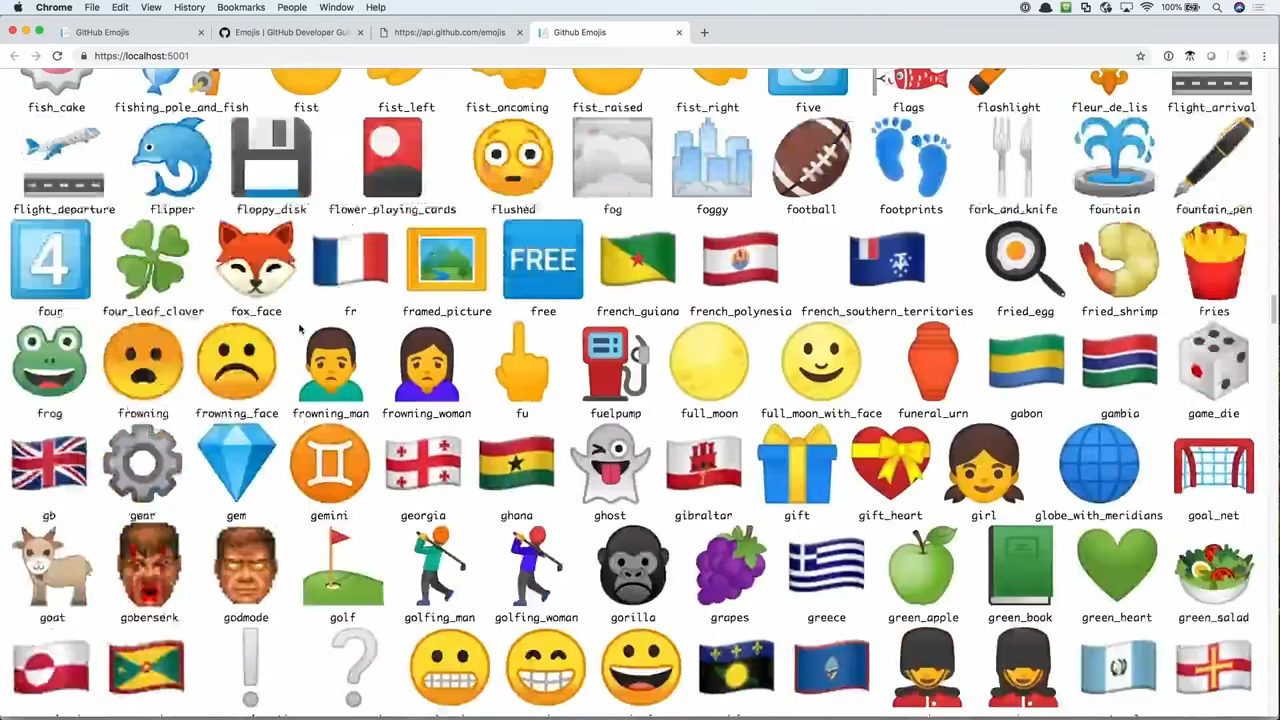 Chrome File Edit View History Bookmarks People Window Help 100%
GitHub Emojis Emojis | GitHub Developer Gui https://api.github.com/emojis Github Emojis
https://localhost:5001
fish_cake fishing_pole_and_fish fist fist_left fist_oncoming fist_raised fist_right five flags flashlight fleur_de_lis flight_arrival
flight_departure flipper floppy_disk flower_playing_cards flushed fog foggy football footprints fork_and_knife fountain fountain_pen
4 FREE
four four_leaf_clover fox_face fr framed_picture free french_guiana french_polynesia french_southern_territories fried_egg fried_shrimp fries
frog frowning frowning_face frowning_man frowning_woman fu fuelpump full_moon full_moon_with_face funeral_urn gabon gambia game_die
gb gear gem gemini georgia ghana ghost gibraltar gift gift_heart girl globe_with_meridians goal_net
goat goberserk godmode golf golfing_man golfing_woman gorilla grapes greece green_apple green_book green_heart green_salad